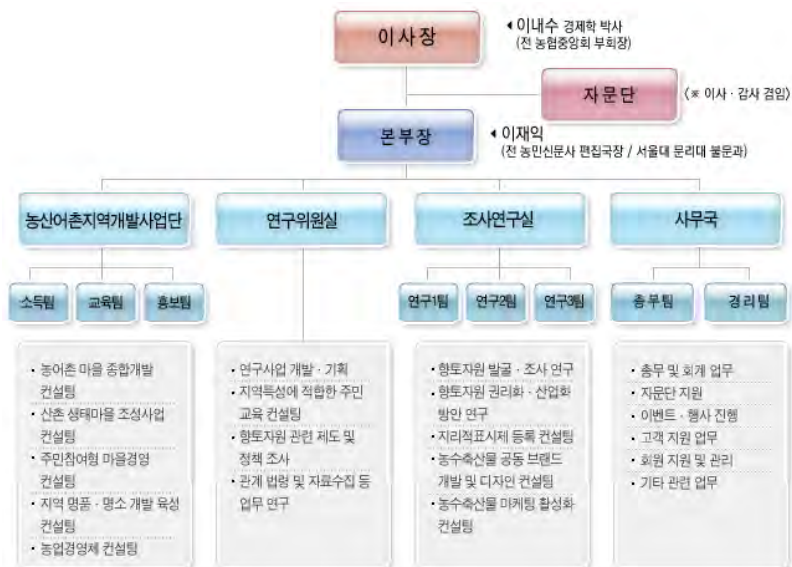 이사장
◀ 이내수 경제학 박사
(전 농협중앙회 부회장)
자문단
(※ 이사 · 감사 겸임)
본부장
◀ 이재익
(전 농민신문사 편집국장 / 서울대 문리대 불문과)
농산어촌지역개발사업단
연구위원실
조사연구실
사무국
소득팀
교육팀
홍보팀
연구1팀
연구2팀
연구3팀
총무팀
경리팀
• 농어촌 마을 종합개발
컨설팅
• 산촌 생태마을 조성사업
컨설팅
• 주민참여형 마을경영
컨설팅
• 지역 명품 · 명소 개발 육성
컨설팅
• 농업경영체 컨설팅
• 연구사업 개발 · 기획
• 지역특성에 적합한 주민
교육 컨설팅
• 향토자원 관련 제도 및
정책 조사
• 관계 법령 및 자료수집 등
업무 연구
• 향토자원 발굴 · 조사 연구
• 향토자원 권리화 · 산업화
방안 연구
• 지리적표시제 등록 컨설팅
• 농수축산물 공동 브랜드
개발 및 디자인 컨설팅
• 농수축산물 마케팅 활성화
컨설팅
• 총무 및 회계 업무
• 자문단 지원
• 이벤트 · 행사 진행
• 고객 지원 업무
• 회원 지원 및 관리
• 기타 관련 업무